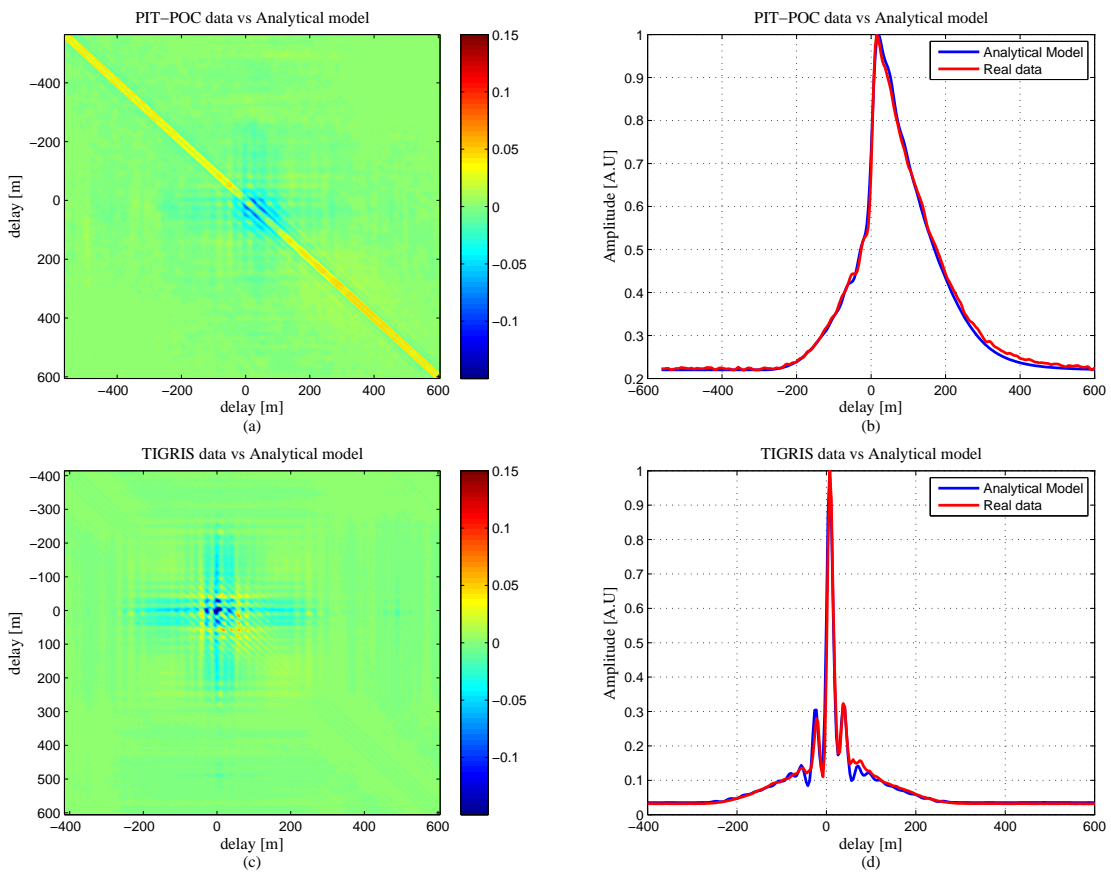 PIT−POC data vs Analytical model
−400
−200
0
200
400
600
delay [m]
−400 −200 0 200 400 600
delay [m]
(a)
0.15
0.1
0.05
0
−0.05
−0.1
PIT−POC data vs Analytical model
1
0.9
0.8
0.7
0.6
0.5
0.4
0.3
0.2
Amplitude [A.U]
−600 −400 −200 0 200 400 600
delay [m]
(b)
Analytical Model
Real data
TIGRIS data vs Analytical model
−400
−300
−200
−100
0
100
200
300
400
500
600
delay [m]
−400 −200 0 200 400 600
delay [m]
(c)
0.15
0.1
0.05
0
−0.05
−0.1
TIGRIS data vs Analytical model
1
0.9
0.8
0.7
0.6
0.5
0.4
0.3
0.2
0.1
0
Amplitude [A.U]
−400 −200 0 200 400 600
delay [m]
(d)
Analytical Model
Real data